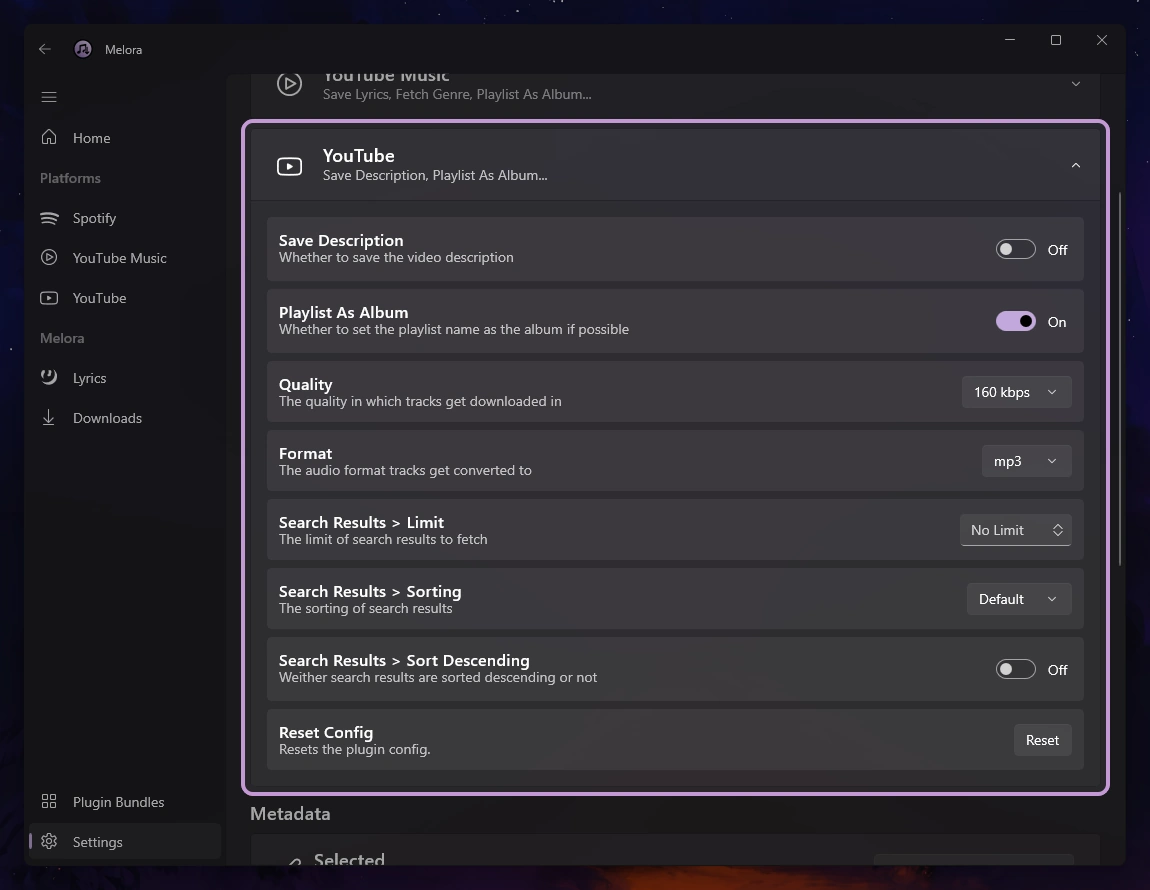 Melora
Home
Platforms
Spotify
YouTube Music
YouTube
Melora
Lyrics
Downloads
Plugin Bundles
Settings
YouTube Music
Save Lyrics, Fetch Genre, Playlist As Album...
YouTube
Save Description, Playlist As Album...
Save Description
Whether to save the video description
Off
Playlist As Album
Whether to set the playlist name as the album if possible
On
Quality
The quality in which tracks get downloaded in
160 kbps
Format
The audio format tracks get converted to
mp3
Search Results > Limit
The limit of search results to fetch
No Limit
Search Results > Sorting
The sorting of search results
Default
Search Results > Sort Descending
Weither search results are sorted descending or not
Off
Reset Config
Resets the plugin config.
Reset
Metadata
Selected